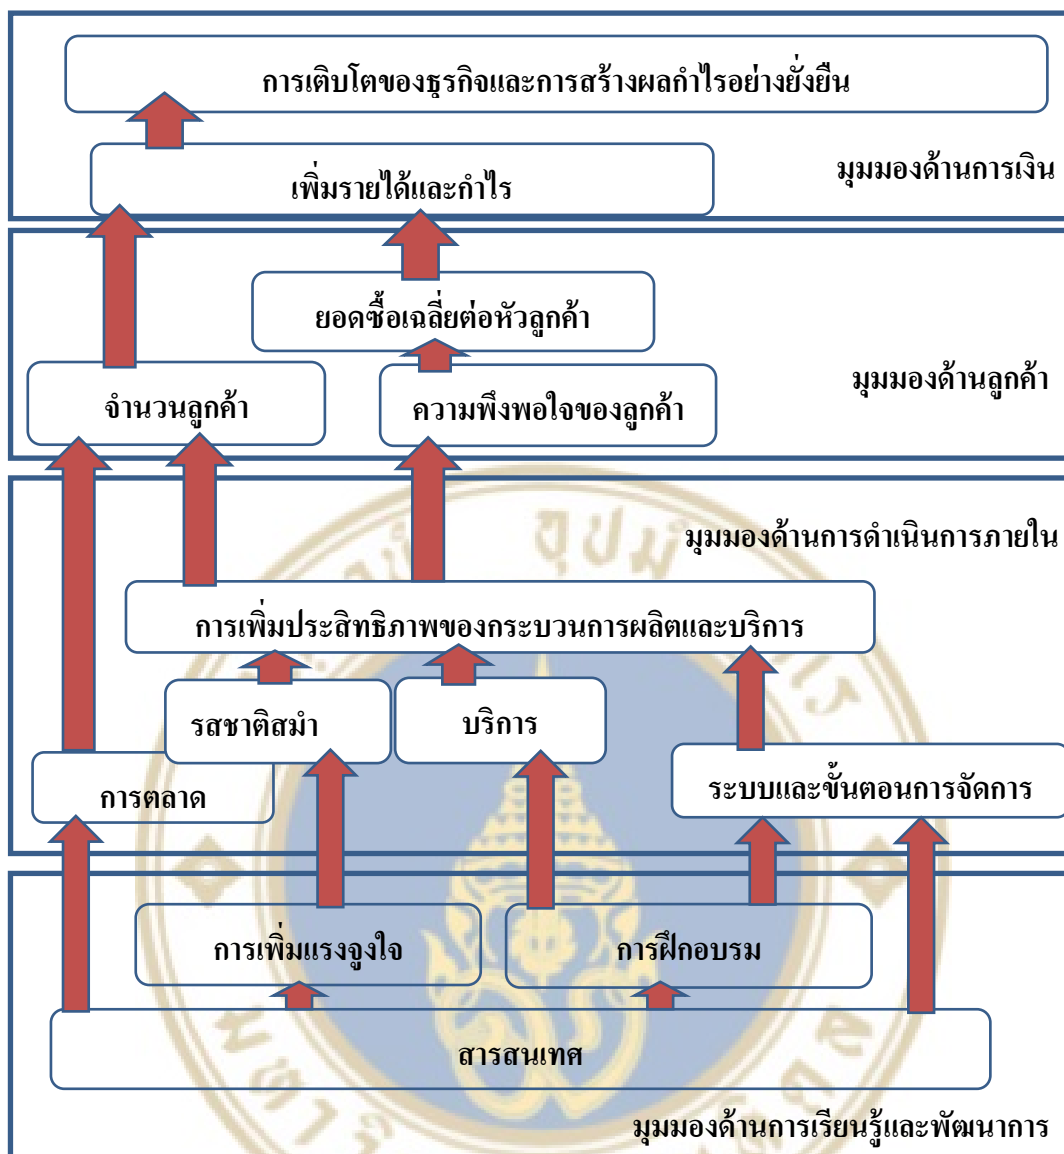 การเติบโตของธุรกิจและการสร้างผลกำไรอย่างยั่งยืน
มุมมองด้านการเงิน
เพิ่มรายได้และกำไร
ยอดซื้อเฉลี่ยต่อหัวลูกค้า
มุมมองด้านลูกค้า
จำนวนลูกค้า
ความพึงพอใจของลูกค้า
มุมมองด้านการดำเนินการภายใน
การเพิ่มประสิทธิภาพของกระบวนการผลิตและบริการ
รสชาติสมำ
บริการ
การตลาด
ระบบและขั้นตอนการจัดการ
การเพิ่มแรงจูงใจ
การฝึกอบรม
สารสนเทศ
มุมมองด้านการเรียนรู้และพัฒนาการ